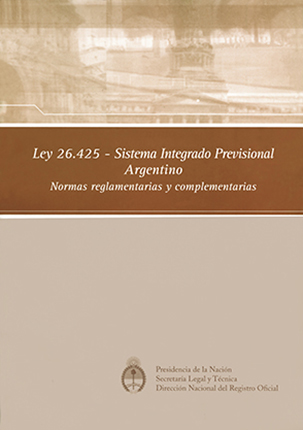 Ley 26.425 - Sistema Integrado Previsional
Argentino
Normas reglamentarias y complementarias
Presidencia de la Nación
Secretaría Legal y Técnica
Dirección Nacional del Registro Oficial